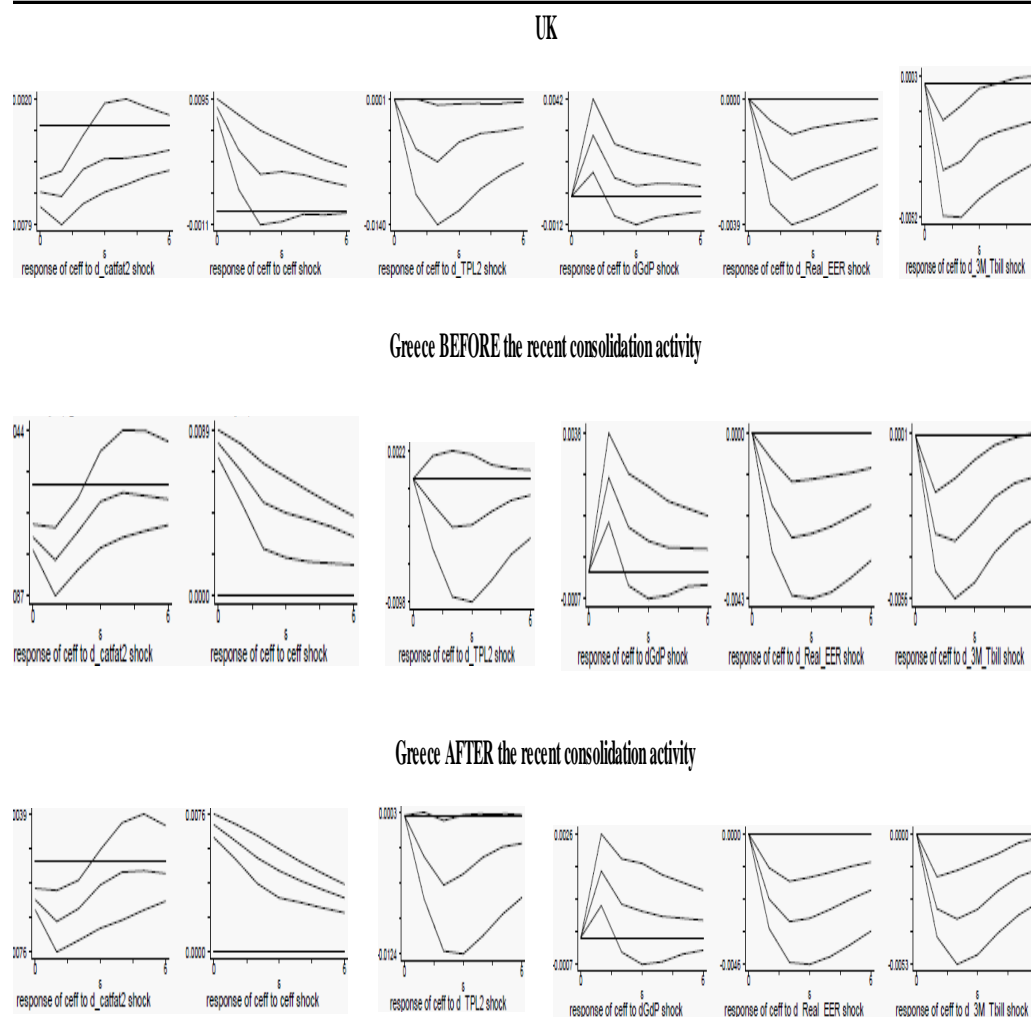 UK
0.0020
-0.0079
0 6
s
response of ceff to d_catfat2 shock
0.0095
-0.0011
0 6
s
response of ceff to ceff shock
0.0001
-0.0140
0 6
s
response of ceff to d_TPL2 shock
0.0042
-0.0012
0 6
s
response of ceff to dGdP shock
0.0000
-0.0039
0 6
s
response of ceff to d_Real_EER shock
0.0003
0
s
response of ceff to d_3M_Tbill shock
Greece BEFORE the recent consolidation activity
044
087
0 6
s
response of ceff to d_catfat2 shock
0.0089
0.0000
0 6
s
response of ceff to ceff shock
0.0022
-0.0098
0 6
s
response of ceff to d_TPL2 shock
0.0038
-0.0007
0 6
s
response of ceff to dGdP shock
0.0000
-0.0043
0 6
s
response of ceff to d_Real_EER shock
0.0001
-0.0056
0 6
s
response of ceff to d_3M_Tbill shock
Greece AFTER the recent consolidation activity
0039
0076
0 6
s
response of ceff to d_catfat2 shock
0.0076
0.0000
0 6
s
response of ceff to ceff shock
0.0003
-0.0124
0 6
s
response of ceff to d_TPL2 shock
0.0026
-0.0007
0 6
s
response of ceff to dGdP shock
0.0000
-0.0046
0 6
s
response of ceff to d_Real_EER shock
0.0000
-0.0053
0 6
s
response of ceff to d_3M_Tbill shock